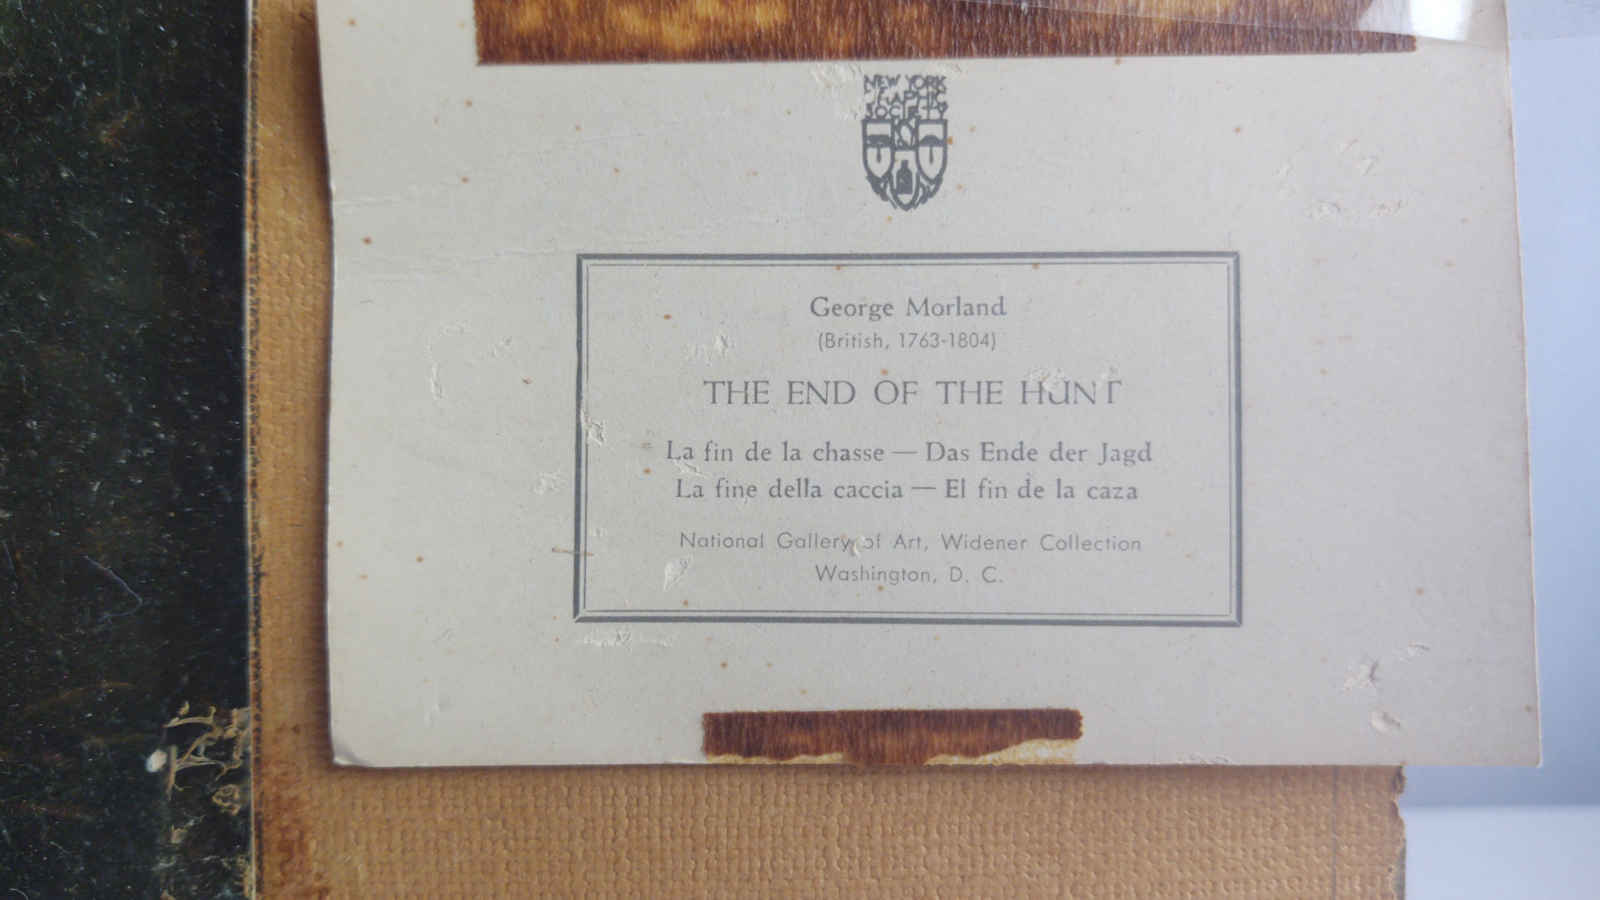 NEW YORK
GRAPHIC
SOCIETY
George Morland
(British, 1763-1804)
THE END OF THE HUNT
La fin de la chasse — Das Ende der Jagd
La fine della caccia — El fin de la caza
National Gallery of Art, Widener Collection
Washington, D. C.